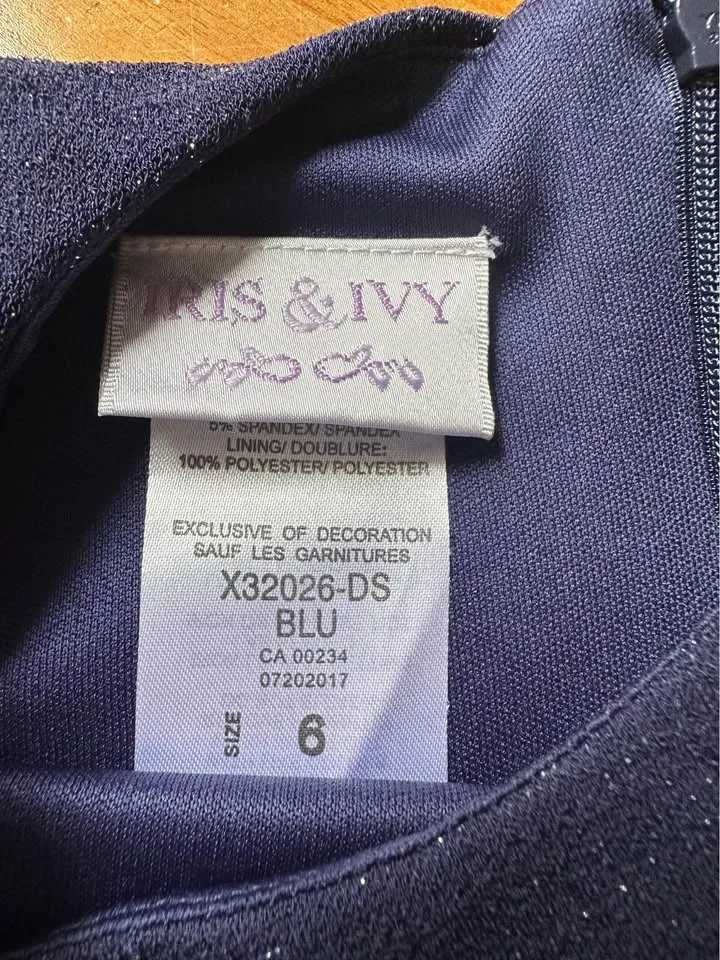 IRIS & IVY
5% SPANDEX/ SPANDEX
LINING/ DOUBLURE:
100% POLYESTER/ POLYESTER
EXCLUSIVE OF DECORATION
SAUF LES GARNITURES
X32026-DS
BLU
CA 00234
07202017
SIZE 6